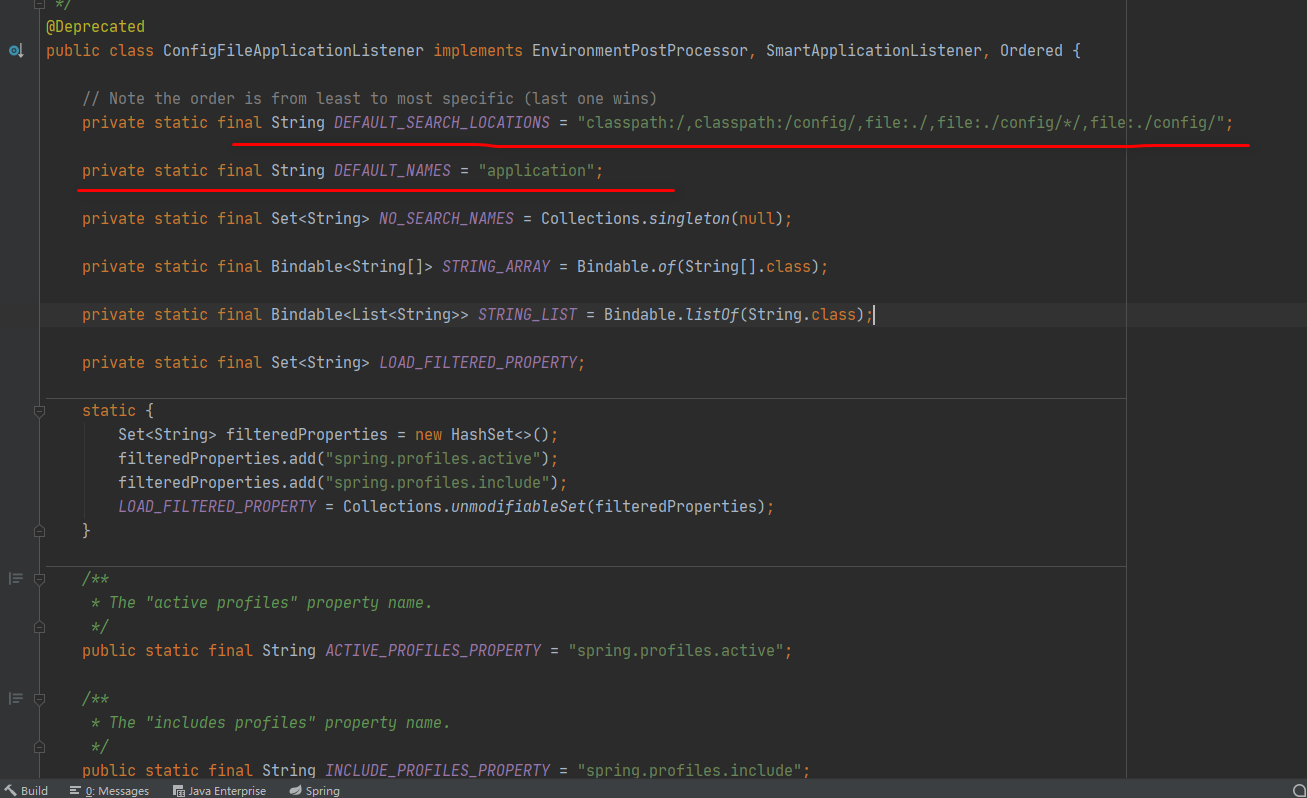 */
@Deprecated
public class ConfigFileApplicationListener implements EnvironmentPostProcessor, SmartApplicationListener, Ordered {
// Note the order is from least to most specific (last one wins)
private static final String DEFAULT_SEARCH_LOCATIONS = "classpath:/,classpath:/config/,file:./,file:./config/*/,file:./config/";
private static final String DEFAULT_NAMES = "application";
private static final Set<String> NO_SEARCH_NAMES = Collections.singleton(null);
private static final Bindable<String[]> STRING_ARRAY = Bindable.of(String[].class);
private static final Bindable<List<String>> STRING_LIST = Bindable.listOf(String.class);
private static final Set<String> LOAD_FILTERED_PROPERTY;
static {
Set<String> filteredProperties = new HashSet<>();
filteredProperties.add("spring.profiles.active");
filteredProperties.add("spring.profiles.include");
LOAD_FILTERED_PROPERTY = Collections.unmodifiableSet(filteredProperties);
}
/**
* The "active profiles" property name.
*/
public static final String ACTIVE_PROFILES_PROPERTY = "spring.profiles.active";
/**
* The "includes profiles" property name.
*/
public static final String INCLUDE_PROFILES_PROPERTY = "spring.profiles.include";
Build 0: Messages Java Enterprise Spring